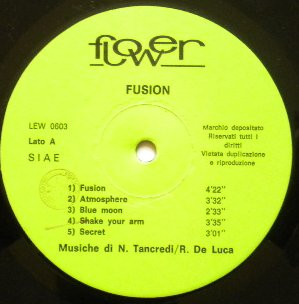 flower
FUSION
LEW 0603
Lato A
SIAE
Marchio depositato
Riservati tutti i
diritti
Vietata duplicazione
e riproduzione
1) Fusion 4'22"
2) Atmosphere 3'32"
3) Blue moon 2'33"
4) Shake your arm 3'35"
5) Secret 3'01"
Musiche di N. Tancredi/R. De Luca